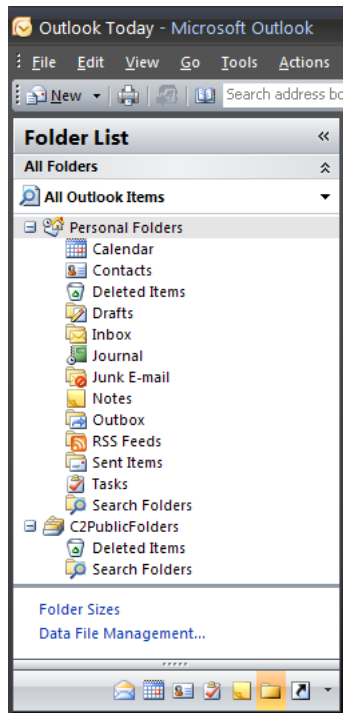 Outlook Today - Microsoft Outlook
File Edit View Go Tools Actions
New Search address bo
Folder List
All Folders
All Outlook Items
Personal Folders
Calendar
Contacts
Deleted Items
Drafts
Inbox
Journal
Junk E-mail
Notes
Outbox
RSS Feeds
Sent Items
Tasks
Search Folders
C2PublicFolders
Deleted Items
Search Folders
Folder Sizes
Data File Management...